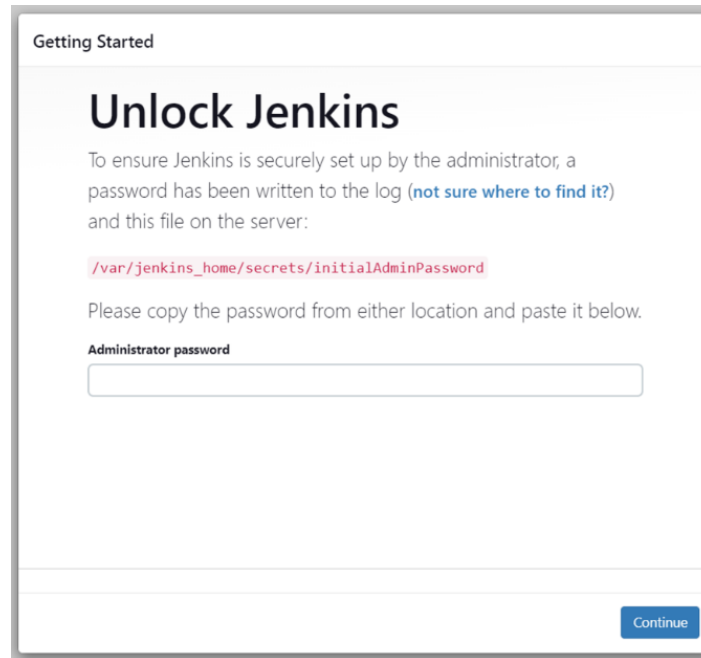 Getting Started
Unlock Jenkins
To ensure Jenkins is securely set up by the administrator, a
password has been written to the log (not sure where to find it?)
and this file on the server:
/var/jenkins_home/secrets/initialAdminPassword
Please copy the password from either location and paste it below.
Administrator password
Continue